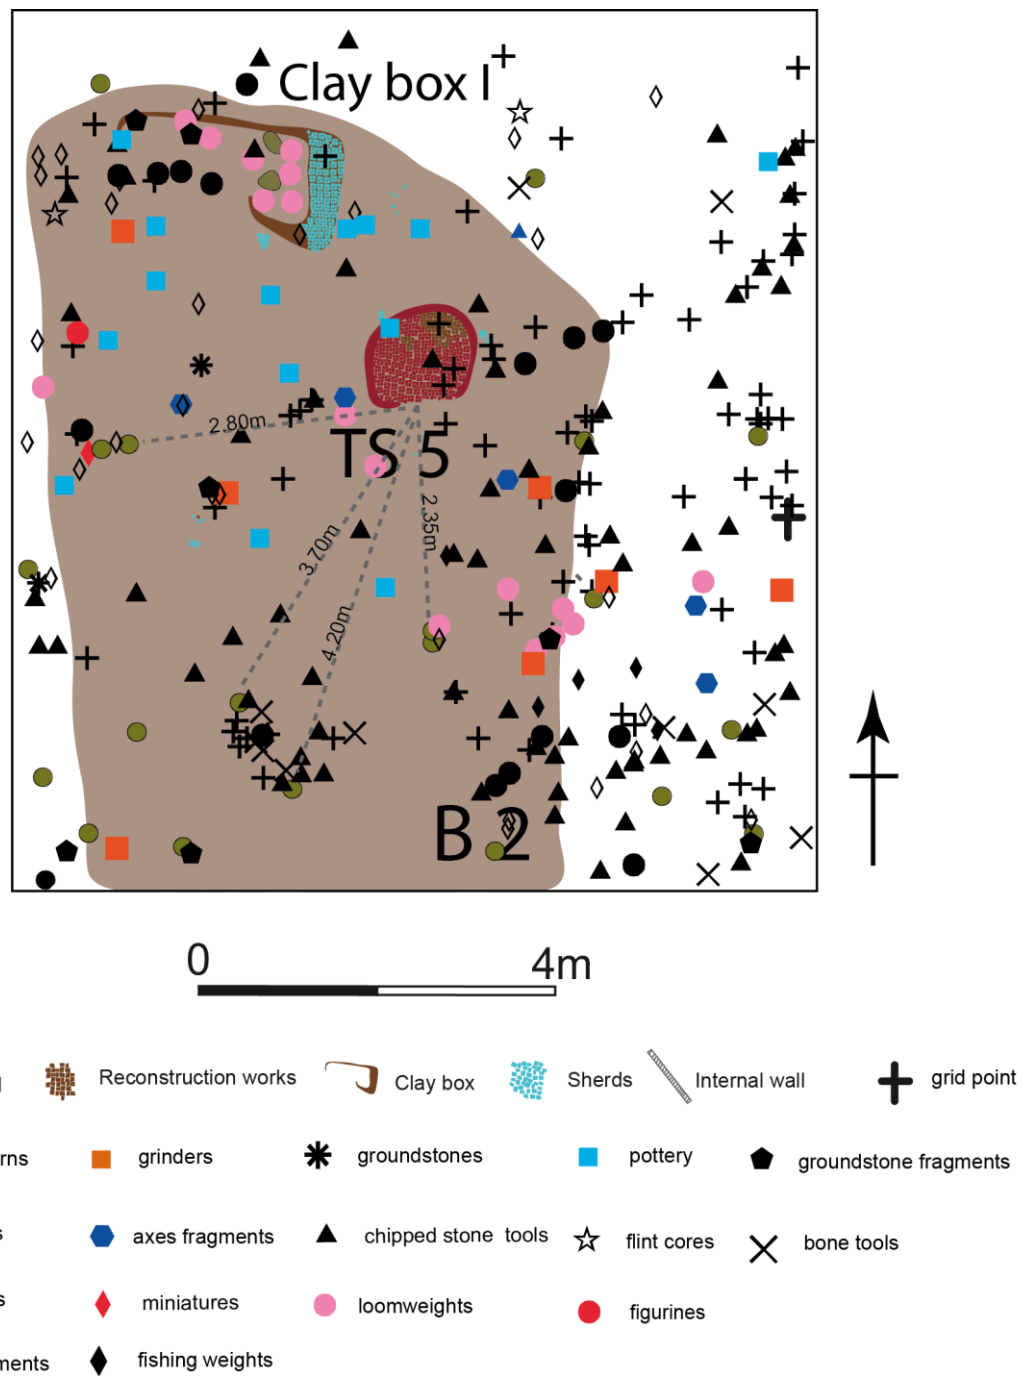 Clay box I
2.80m
TS 5
2.35m
3.70m
4.20m
B 2
0 4m
Reconstruction works Clay box Sherds Internal wall grid point
rns grinders groundstones pottery groundstone fragments
s axes fragments chipped stone tools flint cores bone tools
s miniatures loomweights figurines
ments fishing weights